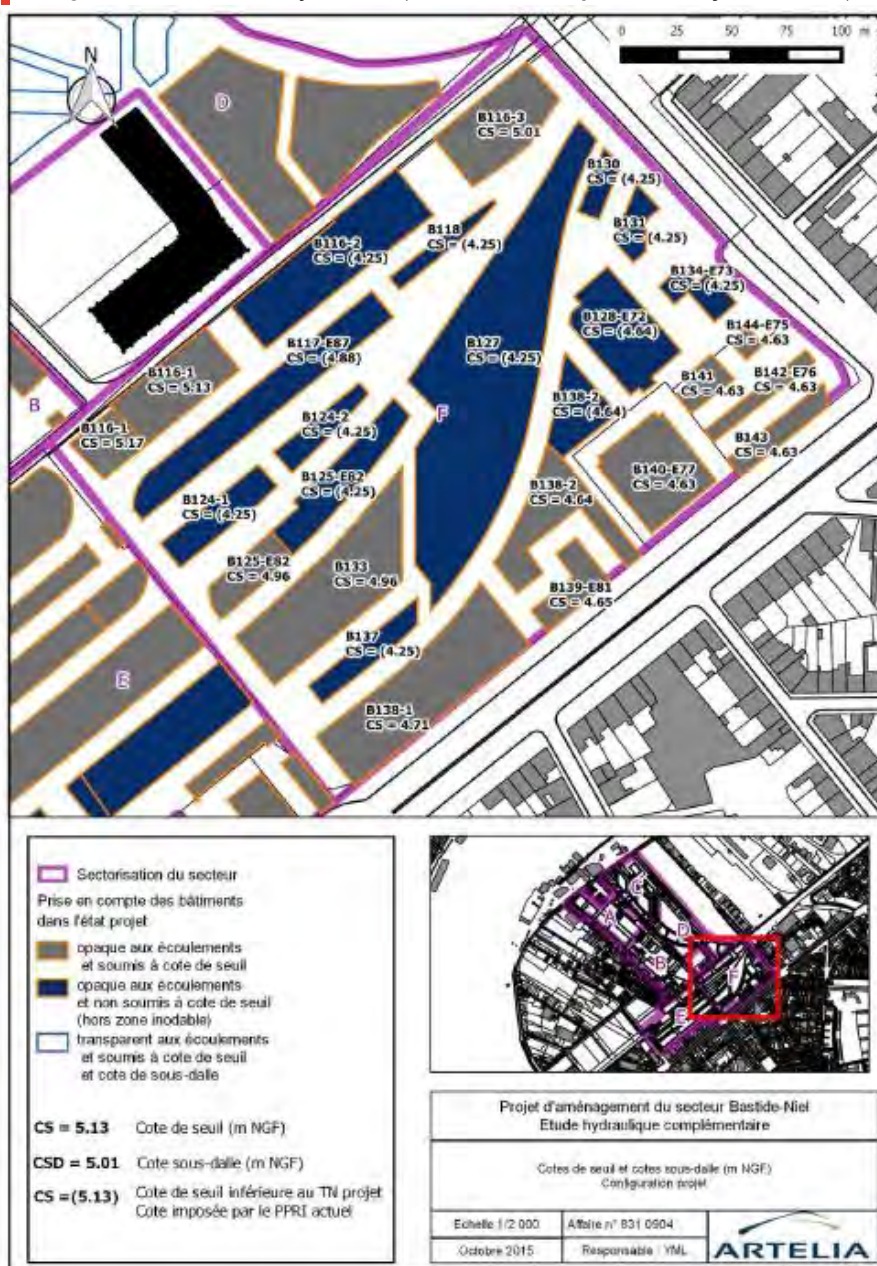 0 25 50 75 100 m
N
D
B116-3
CS = 5.01
B130
CS = (4.25)
B131
CS = (4.25)
B118
CS = (4.25)
B116-2
CS = (4.25)
B134-E73
CS = (4.25)
B128-E72
CS = (4.64)
B144-E75
CS = 4.63
B117-E87
CS = (4.88)
B127
CS = (4.25)
B116-1
CS = 5.13
B141
CS = 4.63
B142-E76
CS = 4.63
B138-2
CS = (4.64)
B
B116-1
CS = 5.17
B124-2
CS = (4.25)
F
B143
CS = 4.63
B125-E82
CS = (4.25)
B140-E77
CS = 4.63
B138-2
CS = 4.64
B124-1
CS = (4.25)
B125-E82
CS = 4.96
B133
CS = 4.96
B139-E81
CS = 4.65
B137
CS = (4.25)
E
B138-1
CS = 4.71
Sectorisation du secteur
Prise en compte des bâtiments
dans l'état projet
opaque aux écoulements
et soumis à cote de seuil
opaque aux écoulements
et non soumis à cote de seuil
(hors zone inodable)
transparent aux écoulements
et soumis à cote de seuil
et cote de sous-dalle
CS = 5.13 Cote de seuil (m NGF)
CSD = 5.01 Cote sous-dalle (m NGF)
CS =(5.13) Cote de seuil inférieure au TN projet
Cote imposée par le PPRI actuel
C
A
D
B
F
E
Projet d'aménagement du secteur Bastide-Niel
Etude hydraulique complémentaire
Cotes de seuil et cotes sous-dalle (m NGF)
Configuration projet
Echelle 1/2 000 Affaire n° 831 0904
Octobre 2015 Responsable : YML
ARTELIA